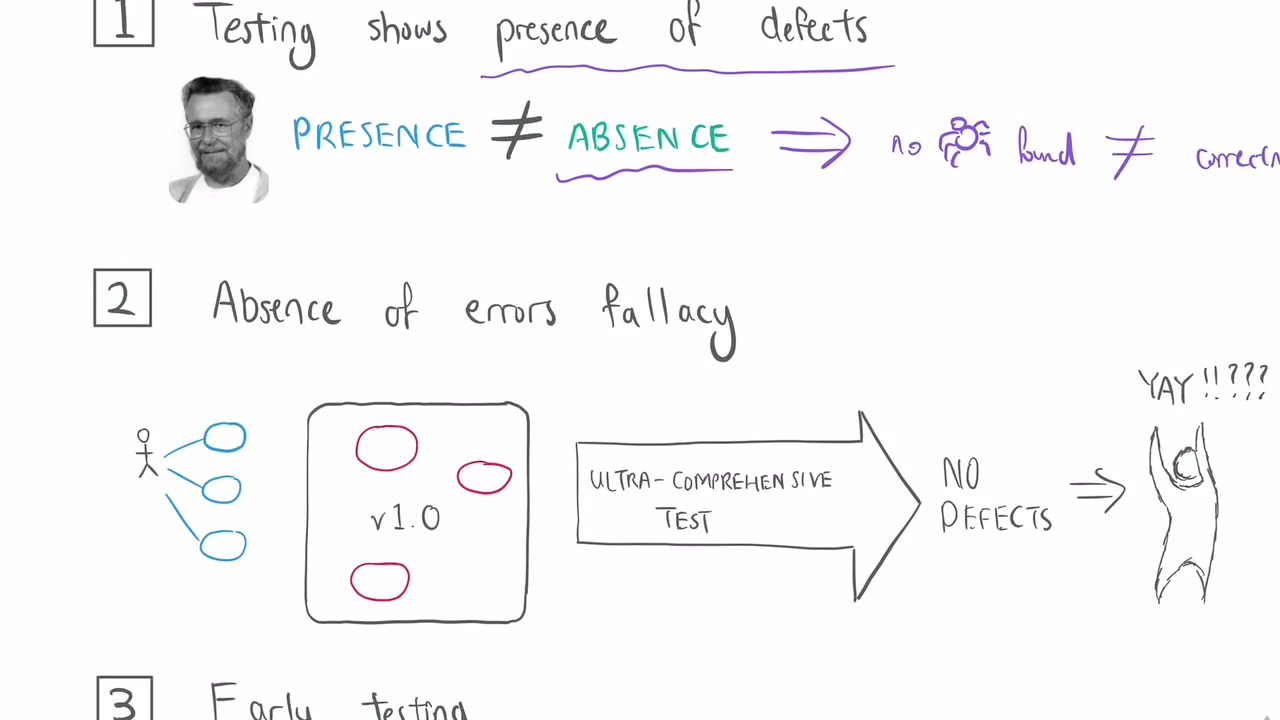 1 Testing shows presence of defects
PRESENCE ≠ ABSENCE ⇒ no found ≠
2 Absence of errors fallacy
YAY!!???
v1.0
ULTRA-COMPREHENSIVE
TEST
NO
DEFECTS
3 Early testing